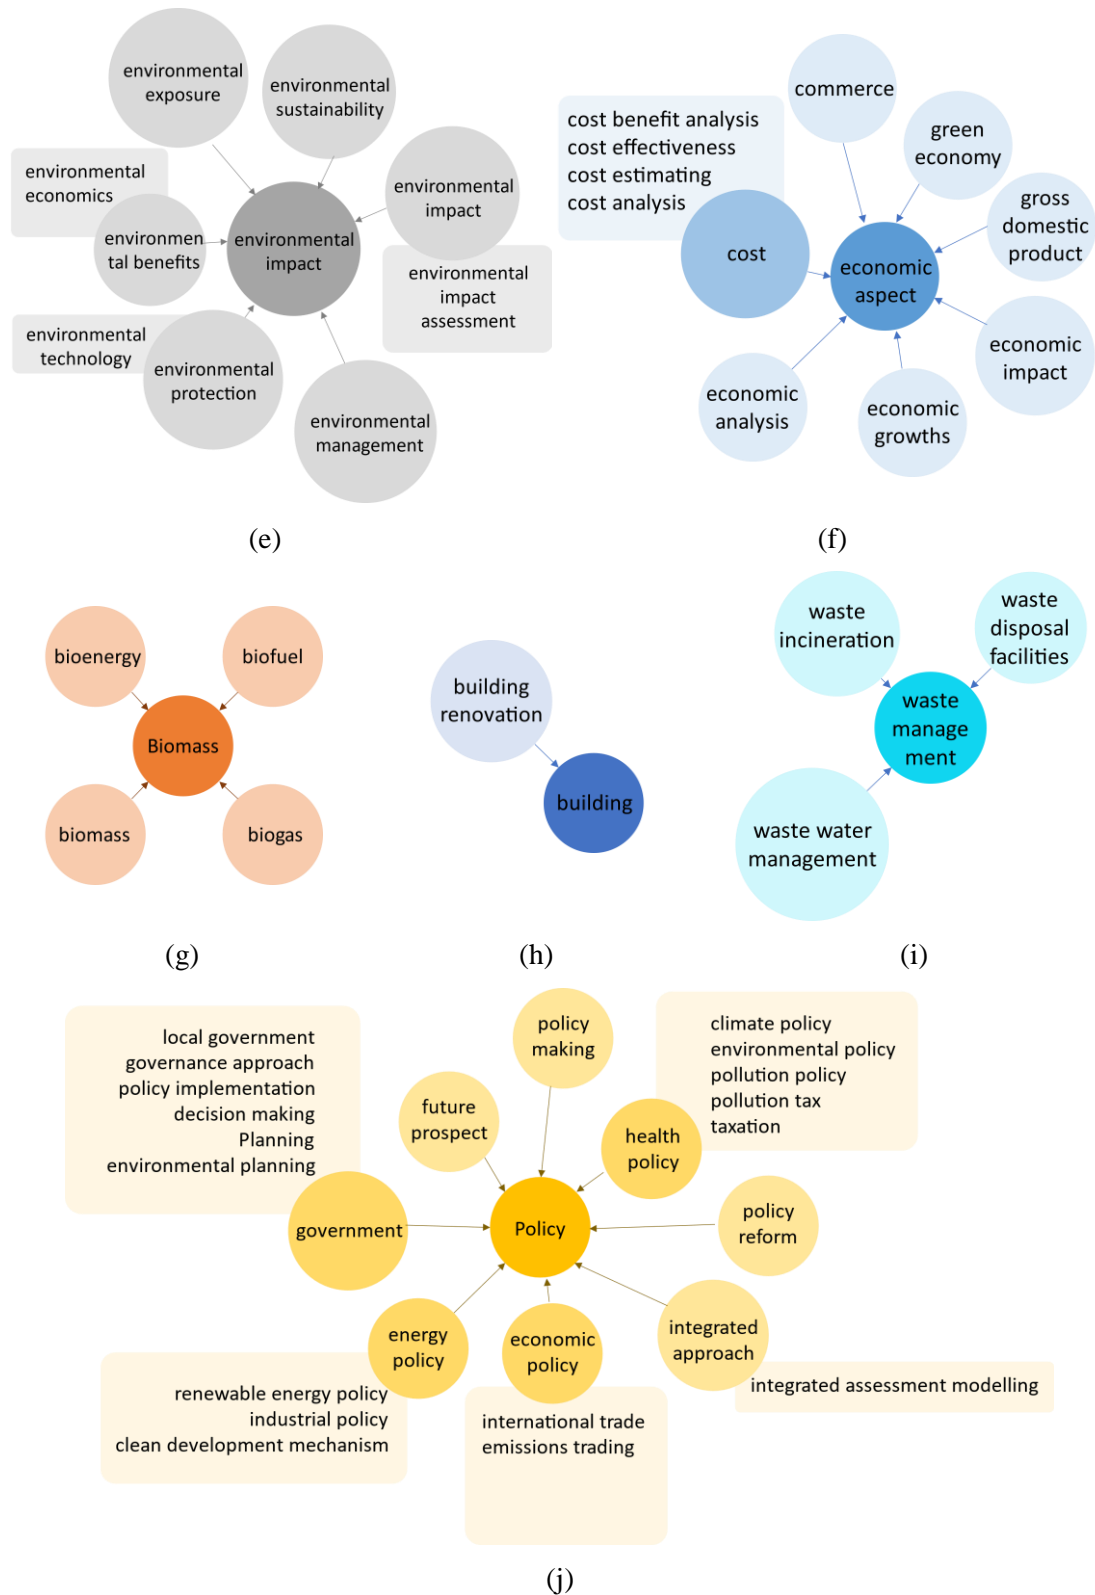 environmental
exposure
environmental
sustainability
environmental
economics
environmental
impact
environmen
tal benefits
environmental
impact
environmental
impact
assessment
environmental
technology
environmental
protection
environmental
management
(e)
commerce
cost benefit analysis
cost effectiveness
cost estimating
cost analysis
green
economy
gross
domestic
product
cost
economic
aspect
economic
impact
economic
analysis
economic
growths
(f)
bioenergy
biofuel
Biomass
biomass
biogas
(g)
building
renovation
building
(h)
waste
incineration
waste
disposal
facilities
waste
manage
ment
waste water
management
(i)
local government
governance approach
policy implementation
decision making
Planning
environmental planning
policy
making
climate policy
environmental policy
pollution policy
pollution tax
taxation
future
prospect
health
policy
government
Policy
policy
reform
energy
policy
economic
policy
integrated
approach
renewable energy policy
industrial policy
clean development mechanism
international trade
emissions trading
integrated assessment modelling
(j)